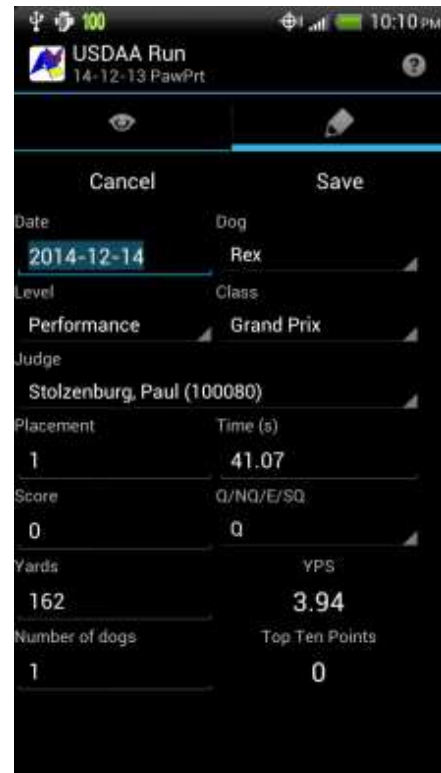 100 10:10 PM
USDAA Run
14-12-13 PawPrt
Cancel Save
Date Dog
2014-12-14 Rex
Level Class
Performance Grand Prix
Judge
Stolzenburg, Paul (100080)
Placement Time (s)
1 41.07
Score Q/NQ/E/SQ
0 Q
Yards YPS
162 3.94
Number of dogs Top Ten Points
1 0